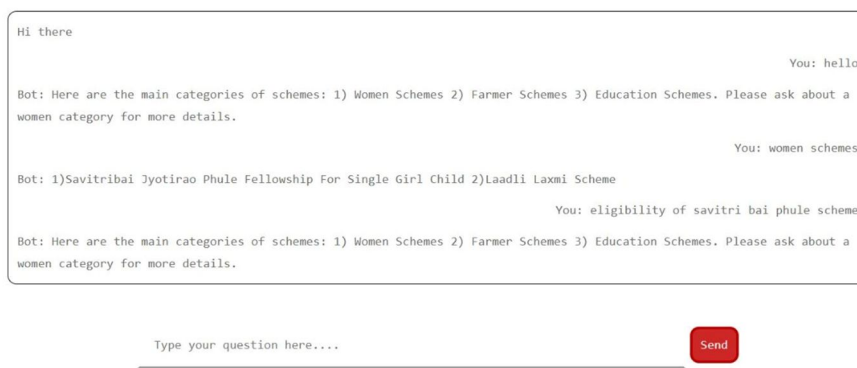 Hi there
You: hello
Bot: Here are the main categories of schemes: 1) Women Schemes 2) Farmer Schemes 3) Education Schemes. Please ask about a
women category for more details.
You: women schemes
Bot: 1)Savitribai Jyotirao Phule Fellowship For Single Girl Child 2)Laadli Laxmi Scheme
You: eligibility of savitri bai phule scheme
Bot: Here are the main categories of schemes: 1) Women Schemes 2) Farmer Schemes 3) Education Schemes. Please ask about a
women category for more details.
Type your question here....
Send